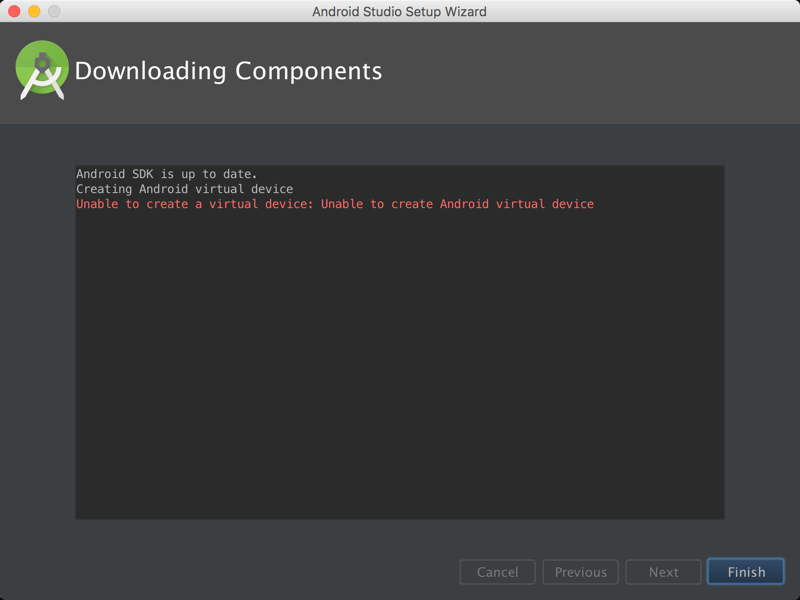 Android Studio Setup Wizard
Downloading Components
Android SDK is up to date.
Creating Android virtual device
Unable to create a virtual device: Unable to create Android virtual device
Cancel Previous Next Finish